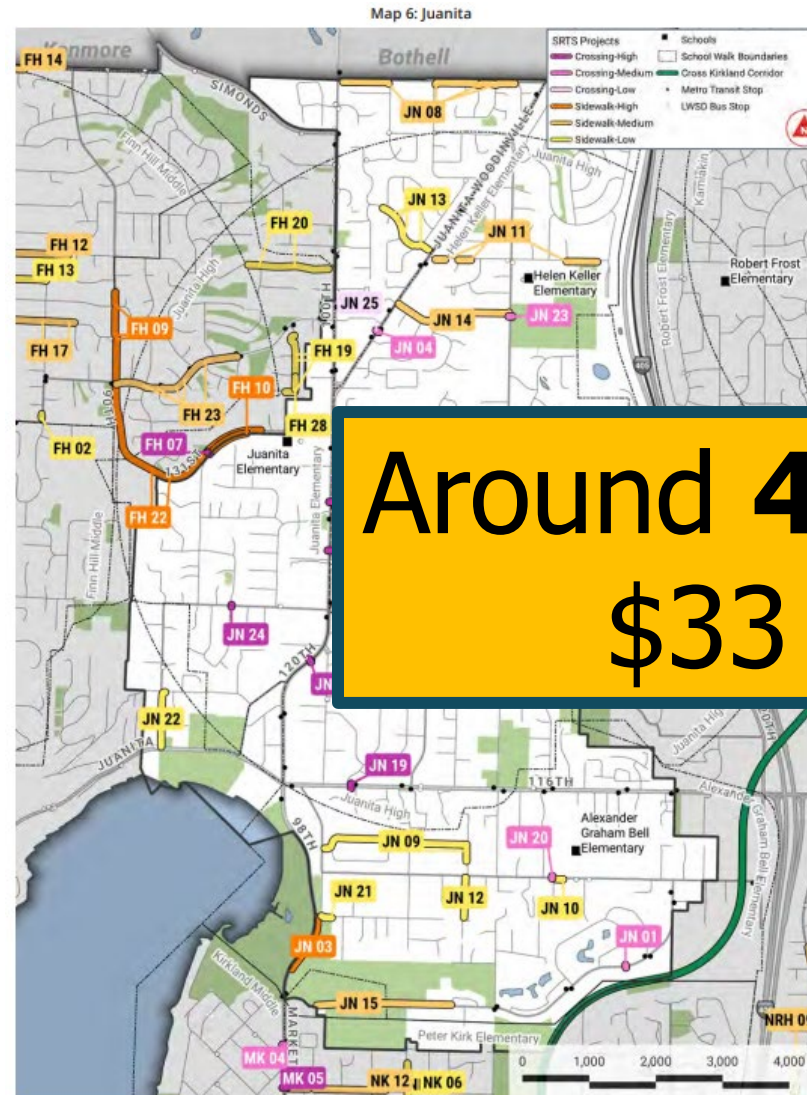 Map 6: Juanita
Kenmore
Bothell
FH 14
SIMONDS
SRTS Projects
Crossing-High
Crossing-Medium
Crossing-Low
Sidewalk-High
Sidewalk-Medium
Sidewalk-Low
Schools
School Walk Boundaries
Cross Kirkland Corridor
Metro Transit Stop
LWSD Bus Stop
JN 08
Finn Hill Middle
JUANITA-WOODINVILLE
Juanita High
Kamiakin
JN 13
Helen Keller Elementary
FH 20
JN 11
FH 12
FH 13
Juanita High
Robert Frost Elementary
Robert Frost
Elementary
Helen Keller
Elementary
JN 25
JN 14
JN 23
FH 09
JN 04
FH 17
FH 19
FH 10
FH 23
FH 28
FH 02
FH 07
131ST
Juanita
Elementary
Juanita Elementary
FH 22
Finn Hill Middle
Around 4
$33
JN 24
120TH
JN
JN 22
JUANITA
JN 19
116TH
Juanita High
Alexander Graham Bell Elementary
98TH
JN 09
JN 20
Alexander
Graham Bell
Elementary
JN 21
JN 12
JN 10
JN 03
JN 01
Kirkland Middle
JN 15
MARKET
Peter Kirk Elementary
MK 04
MK 05
NK 12
NK 06
0 1,000 2,000 3,000 4,000